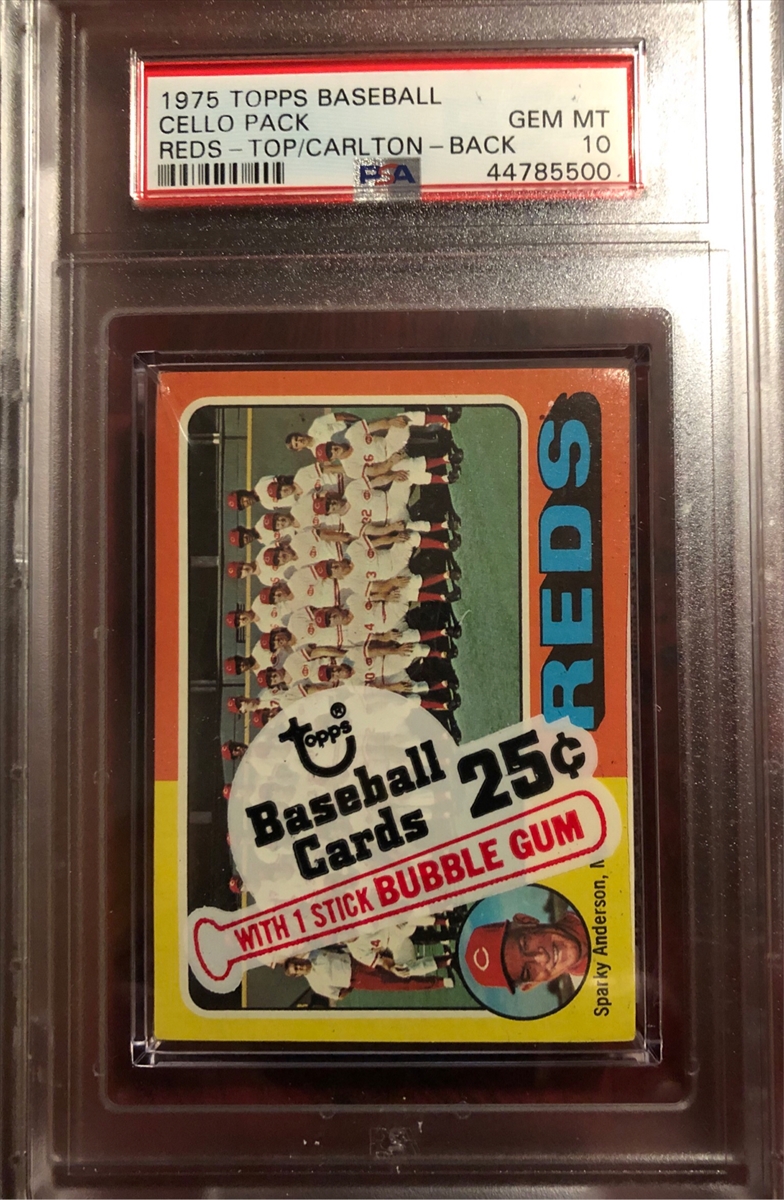 1975 TOPPS BASEBALL
CELLO PACK GEM MT
REDS - TOP/CARLTON - BACK 10
PSA 44785500
REDS
topps®
Baseball
Cards 25¢
WITH 1 STICK BUBBLE GUM
C
Sparky Anderson,